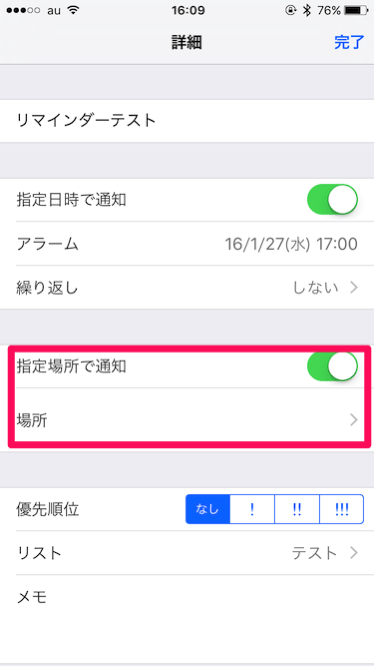 au 16:09 76%
詳細 完了
リマインダーテスト
指定日時で通知
アラーム 16/1/27(水) 17:00
繰り返し しない
指定場所で通知
場所
優先順位 なし ! !! !!!
リスト テスト
メモ